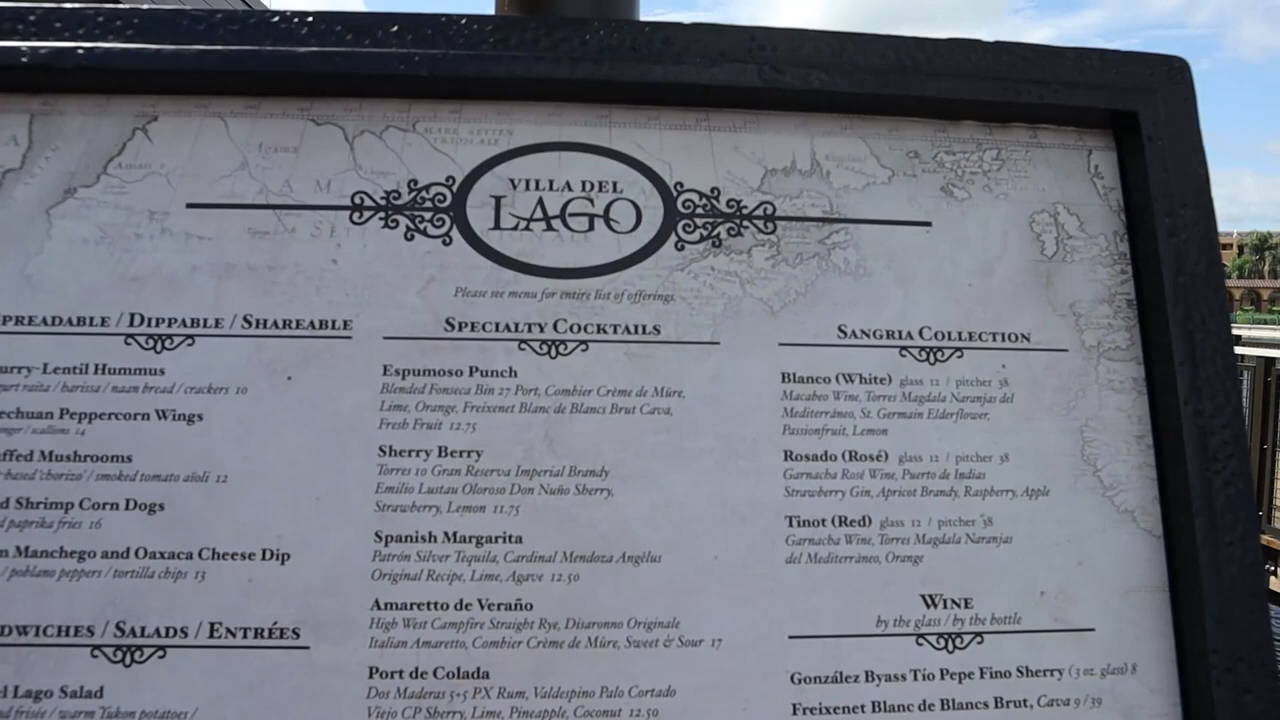 VILLA DEL
LAGO
Please see menu for entire list of offerings.
PREADABLE / DIPPABLE / SHAREABLE
urry-Lentil Hummus
gurt raita / harissa / naan bread / crackers 10
echuan Peppercorn Wings
nger / scallions 14
uffed Mushrooms
-based 'chorizo' / smoked tomato aïoli 12
d Shrimp Corn Dogs
d paprika fries 16
n Manchego and Oaxaca Cheese Dip
/ poblano peppers / tortilla chips 13
DWICHES / SALADS / ENTRÉES
el Lago Salad
d frisée / warm Yukon potatoes /
SPECIALTY COCKTAILS
Espumoso Punch
Blended Fonseca Bin 27 Port, Combier Crème de Mûre,
Lime, Orange, Freixenet Blanc de Blancs Brut Cava,
Fresh Fruit 12.75
Sherry Berry
Torres 10 Gran Reserva Imperial Brandy
Emilio Lustau Oloroso Don Nuño Sherry,
Strawberry, Lemon 11.75
Spanish Margarita
Patrón Silver Tequila, Cardinal Mendoza Angêlus
Original Recipe, Lime, Agave 12.50
Amaretto de Veraño
High West Campfire Straight Rye, Disaronno Originale
Italian Amaretto, Combier Crème de Mûre, Sweet & Sour 17
Port de Colada
Dos Maderas 5+5 PX Rum, Valdespino Palo Cortado
Viejo CP Sherry, Lime, Pineapple, Coconut 12.50
SANGRIA COLLECTION
Blanco (White) glass 12 / pitcher 38
Macabeo Wine, Torres Magdala Naranjas del
Mediterráneo, St. Germain Elderflower,
Passionfruit, Lemon
Rosado (Rosé) glass 12 / pitcher 38
Garnacha Rosé Wine, Puerto de Indias
Strawberry Gin, Apricot Brandy, Raspberry, Apple
Tinot (Red) glass 12 / pitcher 38
Garnacha Wine, Torres Magdala Naranjas
del Mediterráneo, Orange
WINE
by the glass / by the bottle
González Byass Tío Pepe Fino Sherry (3 oz. glass) 8
Freixenet Blanc de Blancs Brut, Cava 9 / 39